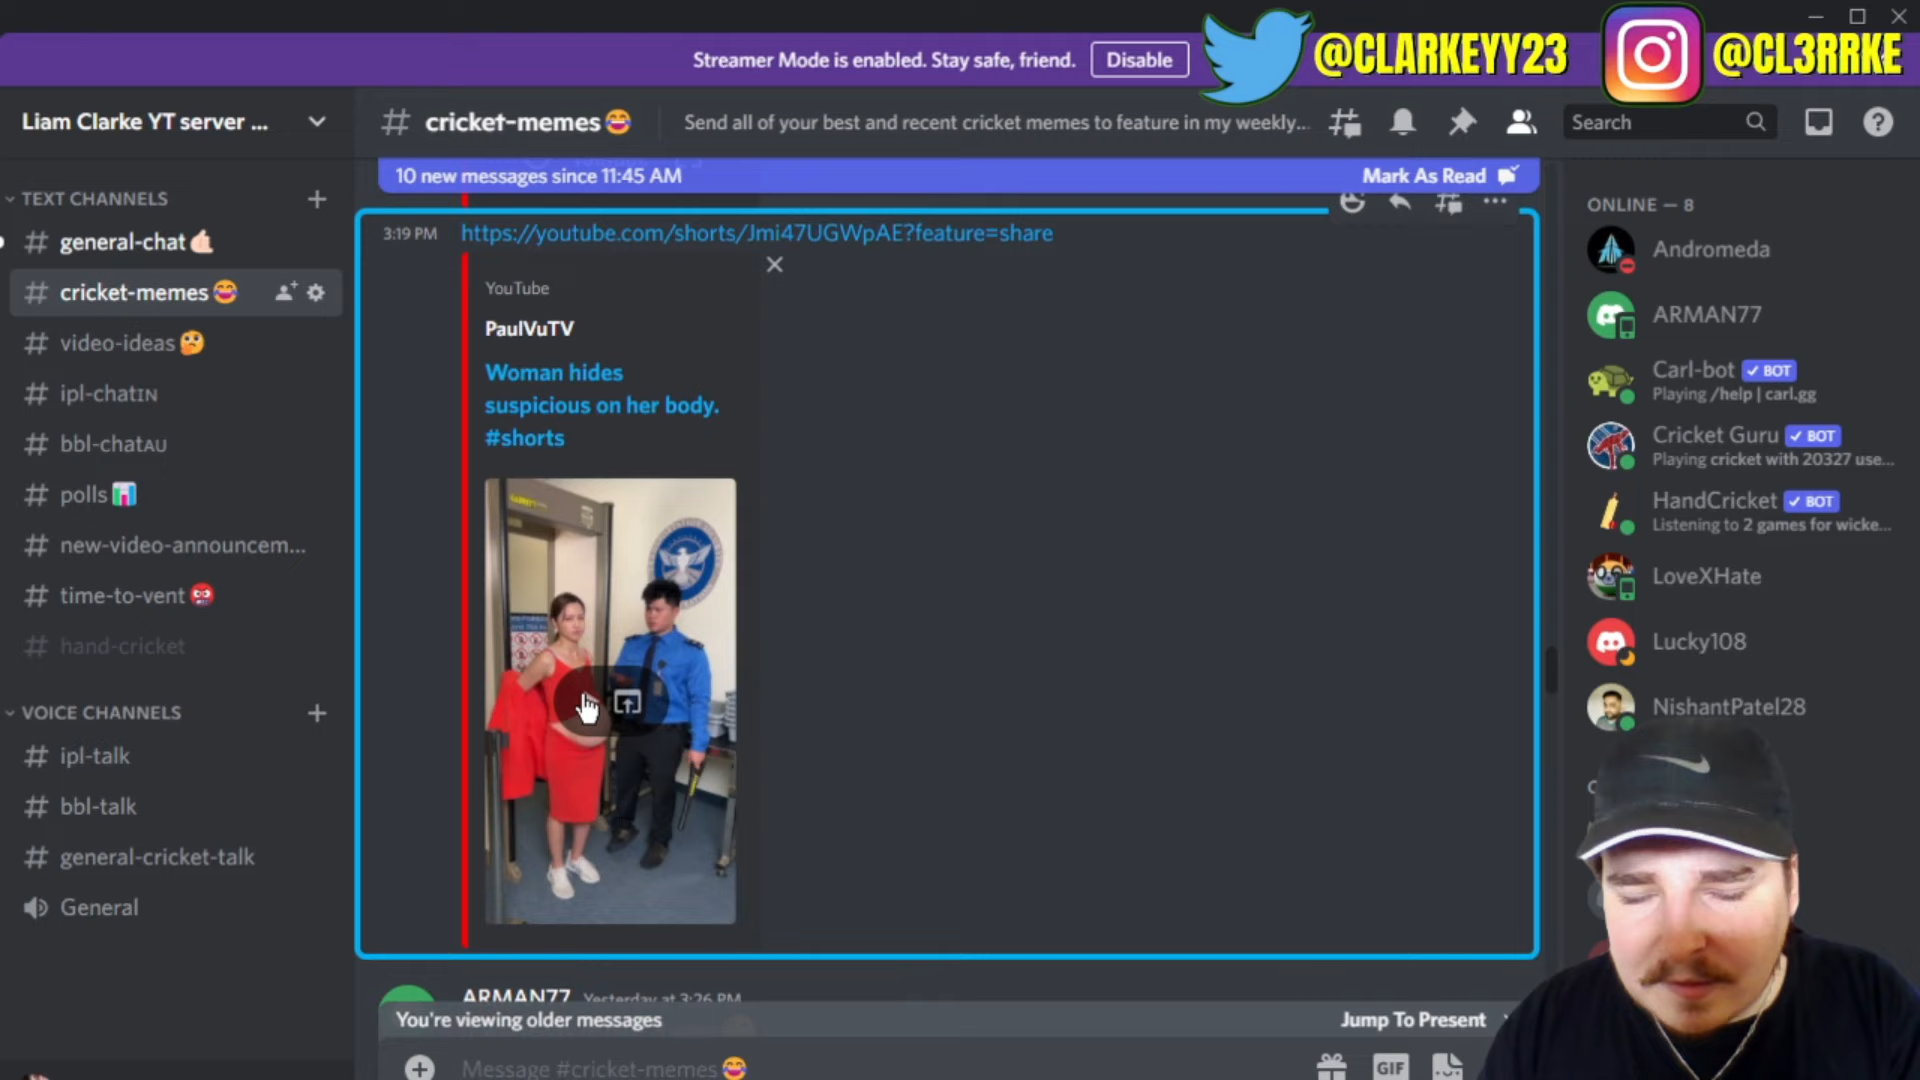 @CLARKEYY23
@CL3RRKE
Streamer Mode is enabled. Stay safe, friend.
Disable
Liam Clarke YT server ...
cricket-memes😂
Send all of your best and recent cricket memes to feature in my weekly...
Search
10 new messages since 11:45 AM
Mark As Read
TEXT CHANNELS
general-chat🤙🏻
cricket-memes😂
video-ideas🤔
ipl-chatIN
bbl-chatAU
polls📊
new-video-announcem...
time-to-vent👹
hand-cricket
VOICE CHANNELS
ipl-talk
bbl-talk
general-cricket-talk
General
3:19 PM
https://youtube.com/shorts/Jmi47UGWpAE?feature=share
YouTube
PaulVuTV
Woman hides
suspicious on her body.
#shorts
ARMAN77 Yesterday at 3:26 PM
You're viewing older messages
Jump To Present
Message #cricket-memes😂
GIF
ONLINE — 8
Andromeda
ARMAN77
Carl-bot ✓ BOT
Playing /help | carl.gg
Cricket Guru ✓ BOT
Playing cricket with 20327 use...
HandCricket ✓ BOT
Listening to 2 games for wicke...
LoveXHate
Lucky108
NishantPatel28